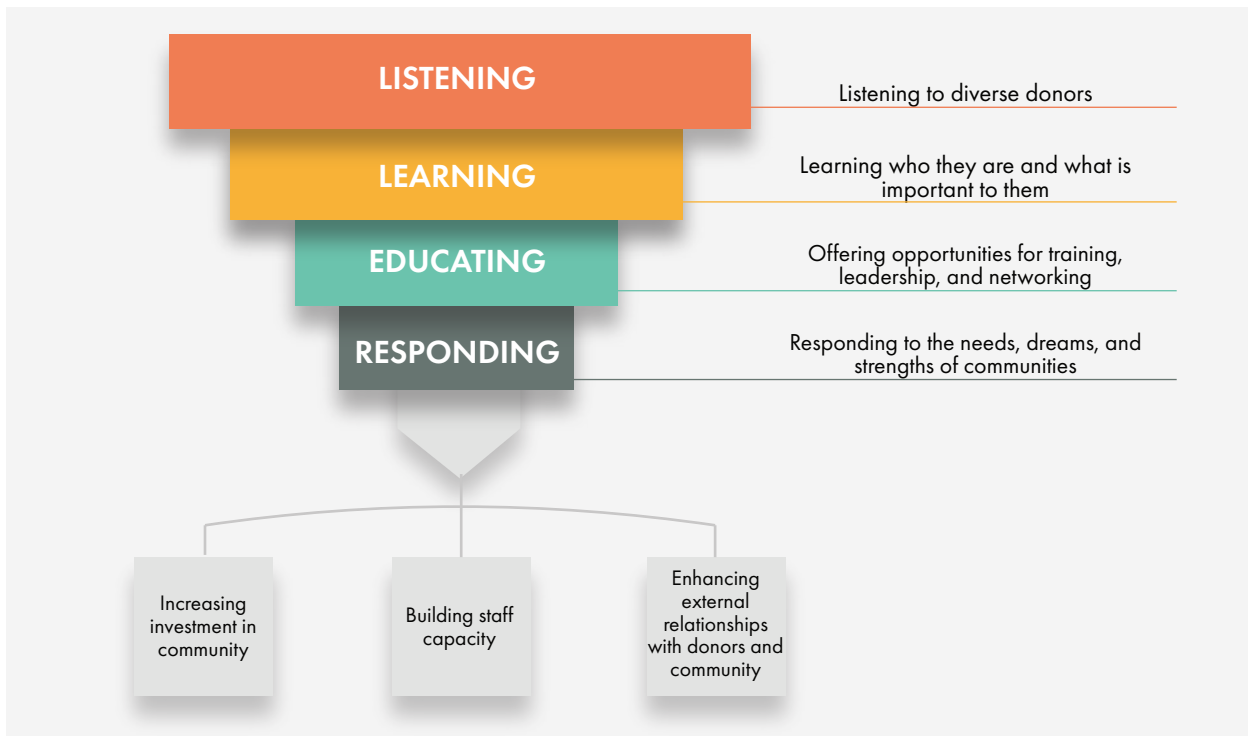 LISTENING
Listening to diverse donors
LEARNING
Learning who they are and what is
important to them
EDUCATING
Offering opportunities for training,
leadership, and networking
RESPONDING
Responding to the needs, dreams, and
strengths of communities
Increasing
investment in
community
Building staff
capacity
Enhancing
external
relationships
with donors and
community